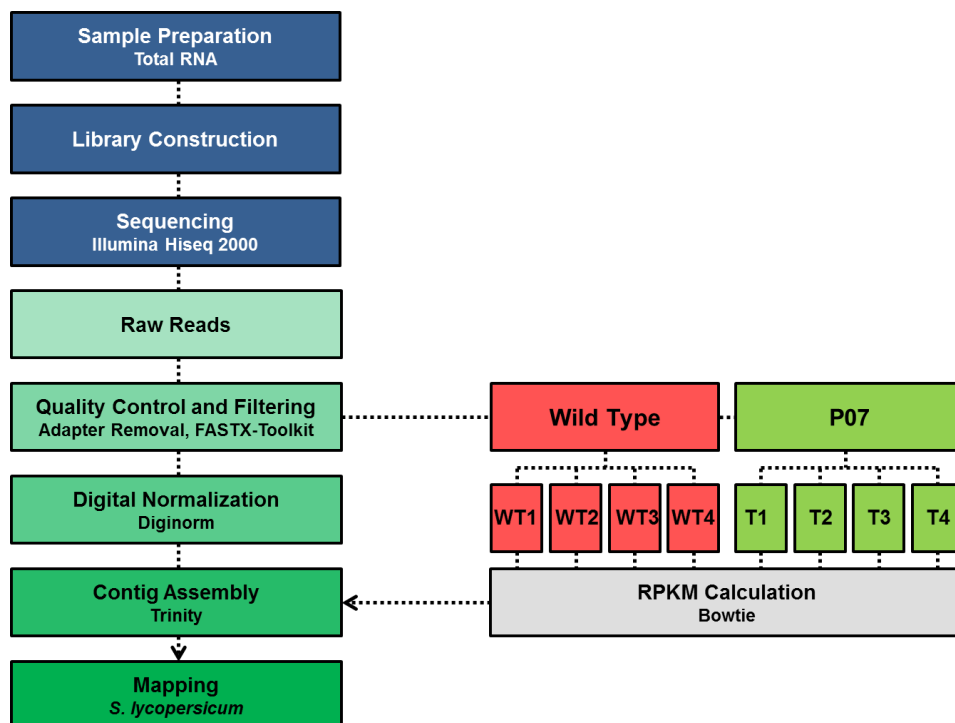 Sample Preparation
Total RNA
Library Construction
Sequencing
Illumina Hiseq 2000
Raw Reads
Quality Control and Filtering
Adapter Removal, FASTX-Toolkit
Wild Type
P07
Digital Normalization
Diginorm
WT1 WT2 WT3 WT4 T1 T2 T3 T4
Contig Assembly
Trinity
RPKM Calculation
Bowtie
Mapping
S. lycopersicum